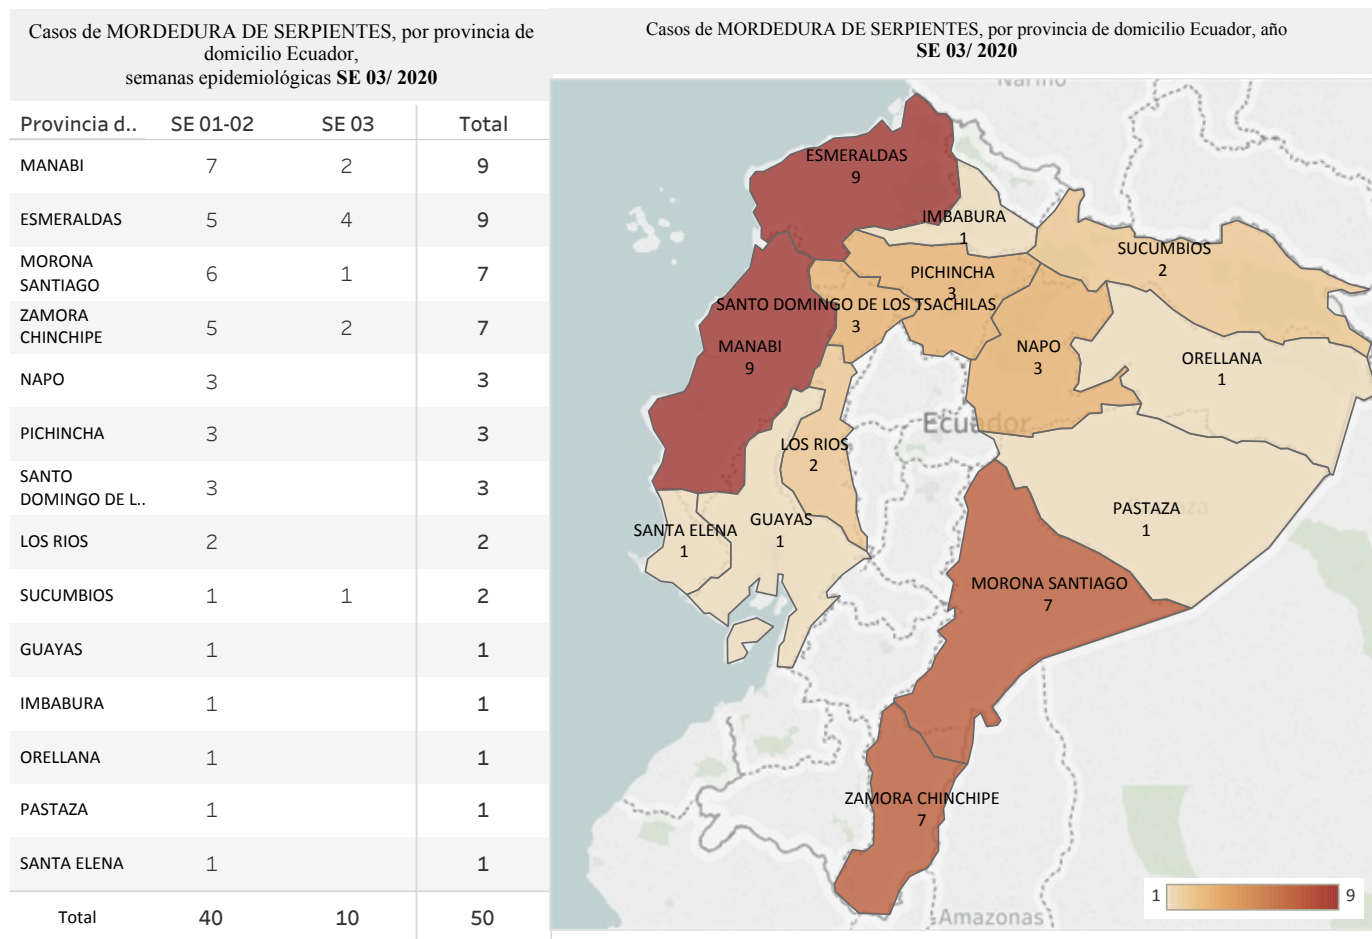 Casos de MORDEDURA DE SERPIENTES, por provincia de
domicilio Ecuador,
semanas epidemiológicas SE 03/ 2020
Provincia d.. SE 01-02 SE 03 Total
MANABI 7 2 9
ESMERALDAS 5 4 9
MORONA
SANTIAGO 6 1 7
ZAMORA
CHINCHIPE 5 2 7
NAPO 3 3
PICHINCHA 3 3
SANTO
DOMINGO DE L.. 3 3
LOS RIOS 2 2
SUCUMBIOS 1 1 2
GUAYAS 1 1
IMBABURA 1 1
ORELLANA 1 1
PASTAZA 1 1
SANTA ELENA 1 1
Total 40 10 50
Casos de MORDEDURA DE SERPIENTES, por provincia de domicilio Ecuador, año
SE 03/ 2020
Nariño
ESMERALDAS
9
IMBABURA
1
SUCUMBIOS
2
PICHINCHA
3
SANTO DOMINGO DE LOS TSACHILAS
3
MANABI
9
NAPO
3
ORELLANA
1
Ecuador
LOS RIOS
2
PASTAZA
1
GUAYAS
1
SANTA ELENA
1
MORONA SANTIAGO
7
ZAMORA CHINCHIPE
7
1 9
Amazonas